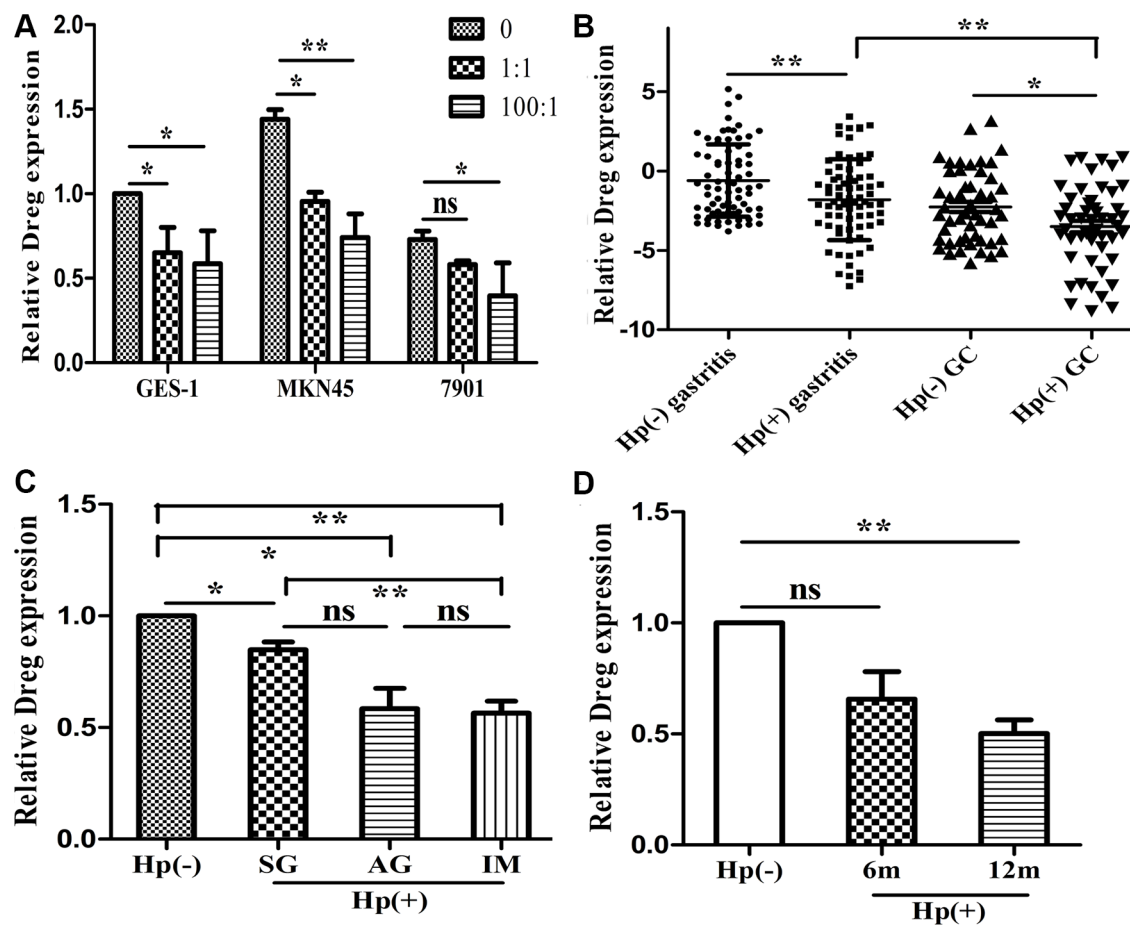 A
Relative Dreg expression
2.0
1.5
1.0
0.5
0.0
0
1:1
100:1
*
*
*
**
ns
*
GES-1
MKN45
7901
B
Relative Dreg expression
5
0
-5
-10
**
**
*
Hp(-) gastritis
Hp(+) gastritis
Hp(-) GC
Hp(+) GC
C
Relative Dreg expression
1.5
1.0
0.5
0.0
**
*
*
**
ns
ns
Hp(-)
SG
AG
IM
Hp(+)
D
Relative Dreg expression
1.5
1.0
0.5
0.0
**
ns
Hp(-)
6m
12m
Hp(+)